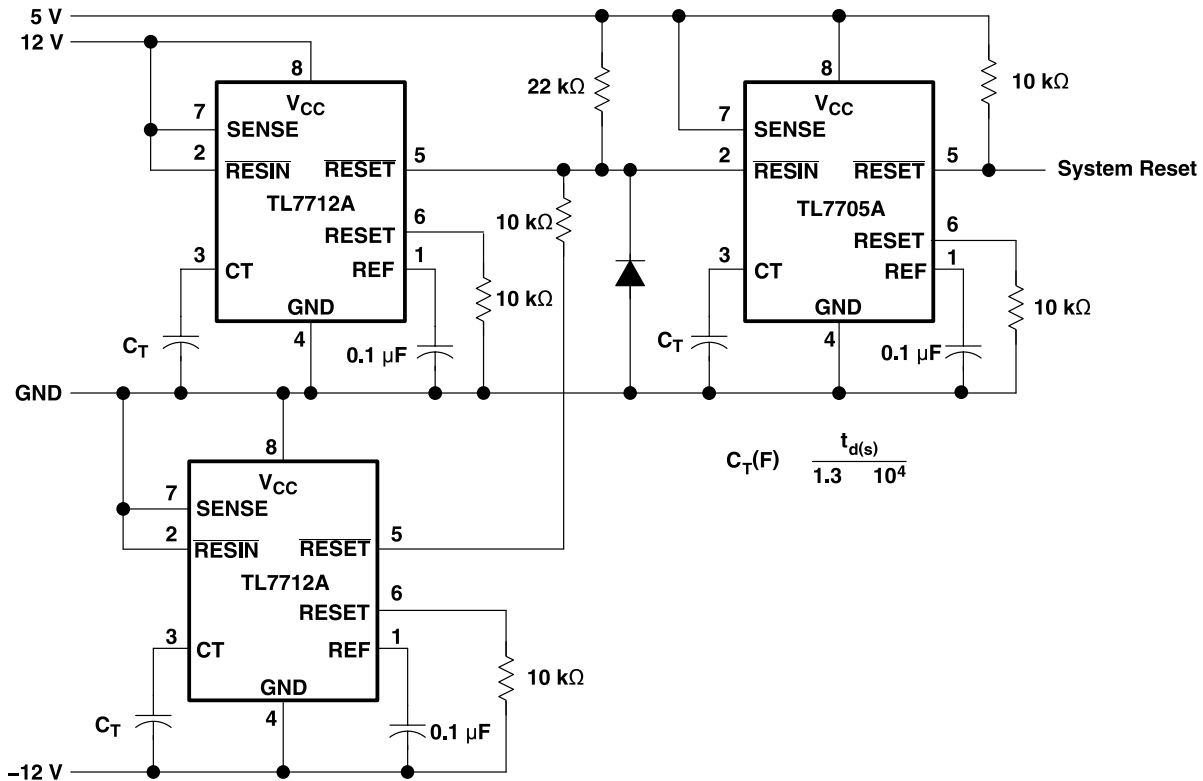 5 V
12 V
8
VCC
7
SENSE
2
RESIN
RESET
5
TL7712A
6
RESET
3
CT
REF
1
GND
4
CT
0.1 µF
10 kΩ
22 kΩ
10 kΩ
8
VCC
7
SENSE
2
RESIN
RESET
5
TL7705A
6
RESET
3
CT
REF
1
GND
4
CT
0.1 µF
10 kΩ
10 kΩ
System Reset
GND
8
VCC
7
SENSE
2
RESIN
RESET
5
TL7712A
6
RESET
3
CT
REF
1
GND
4
CT
0.1 µF
10 kΩ
–12 V
CT(F)
td(s)
1.3 10⁴